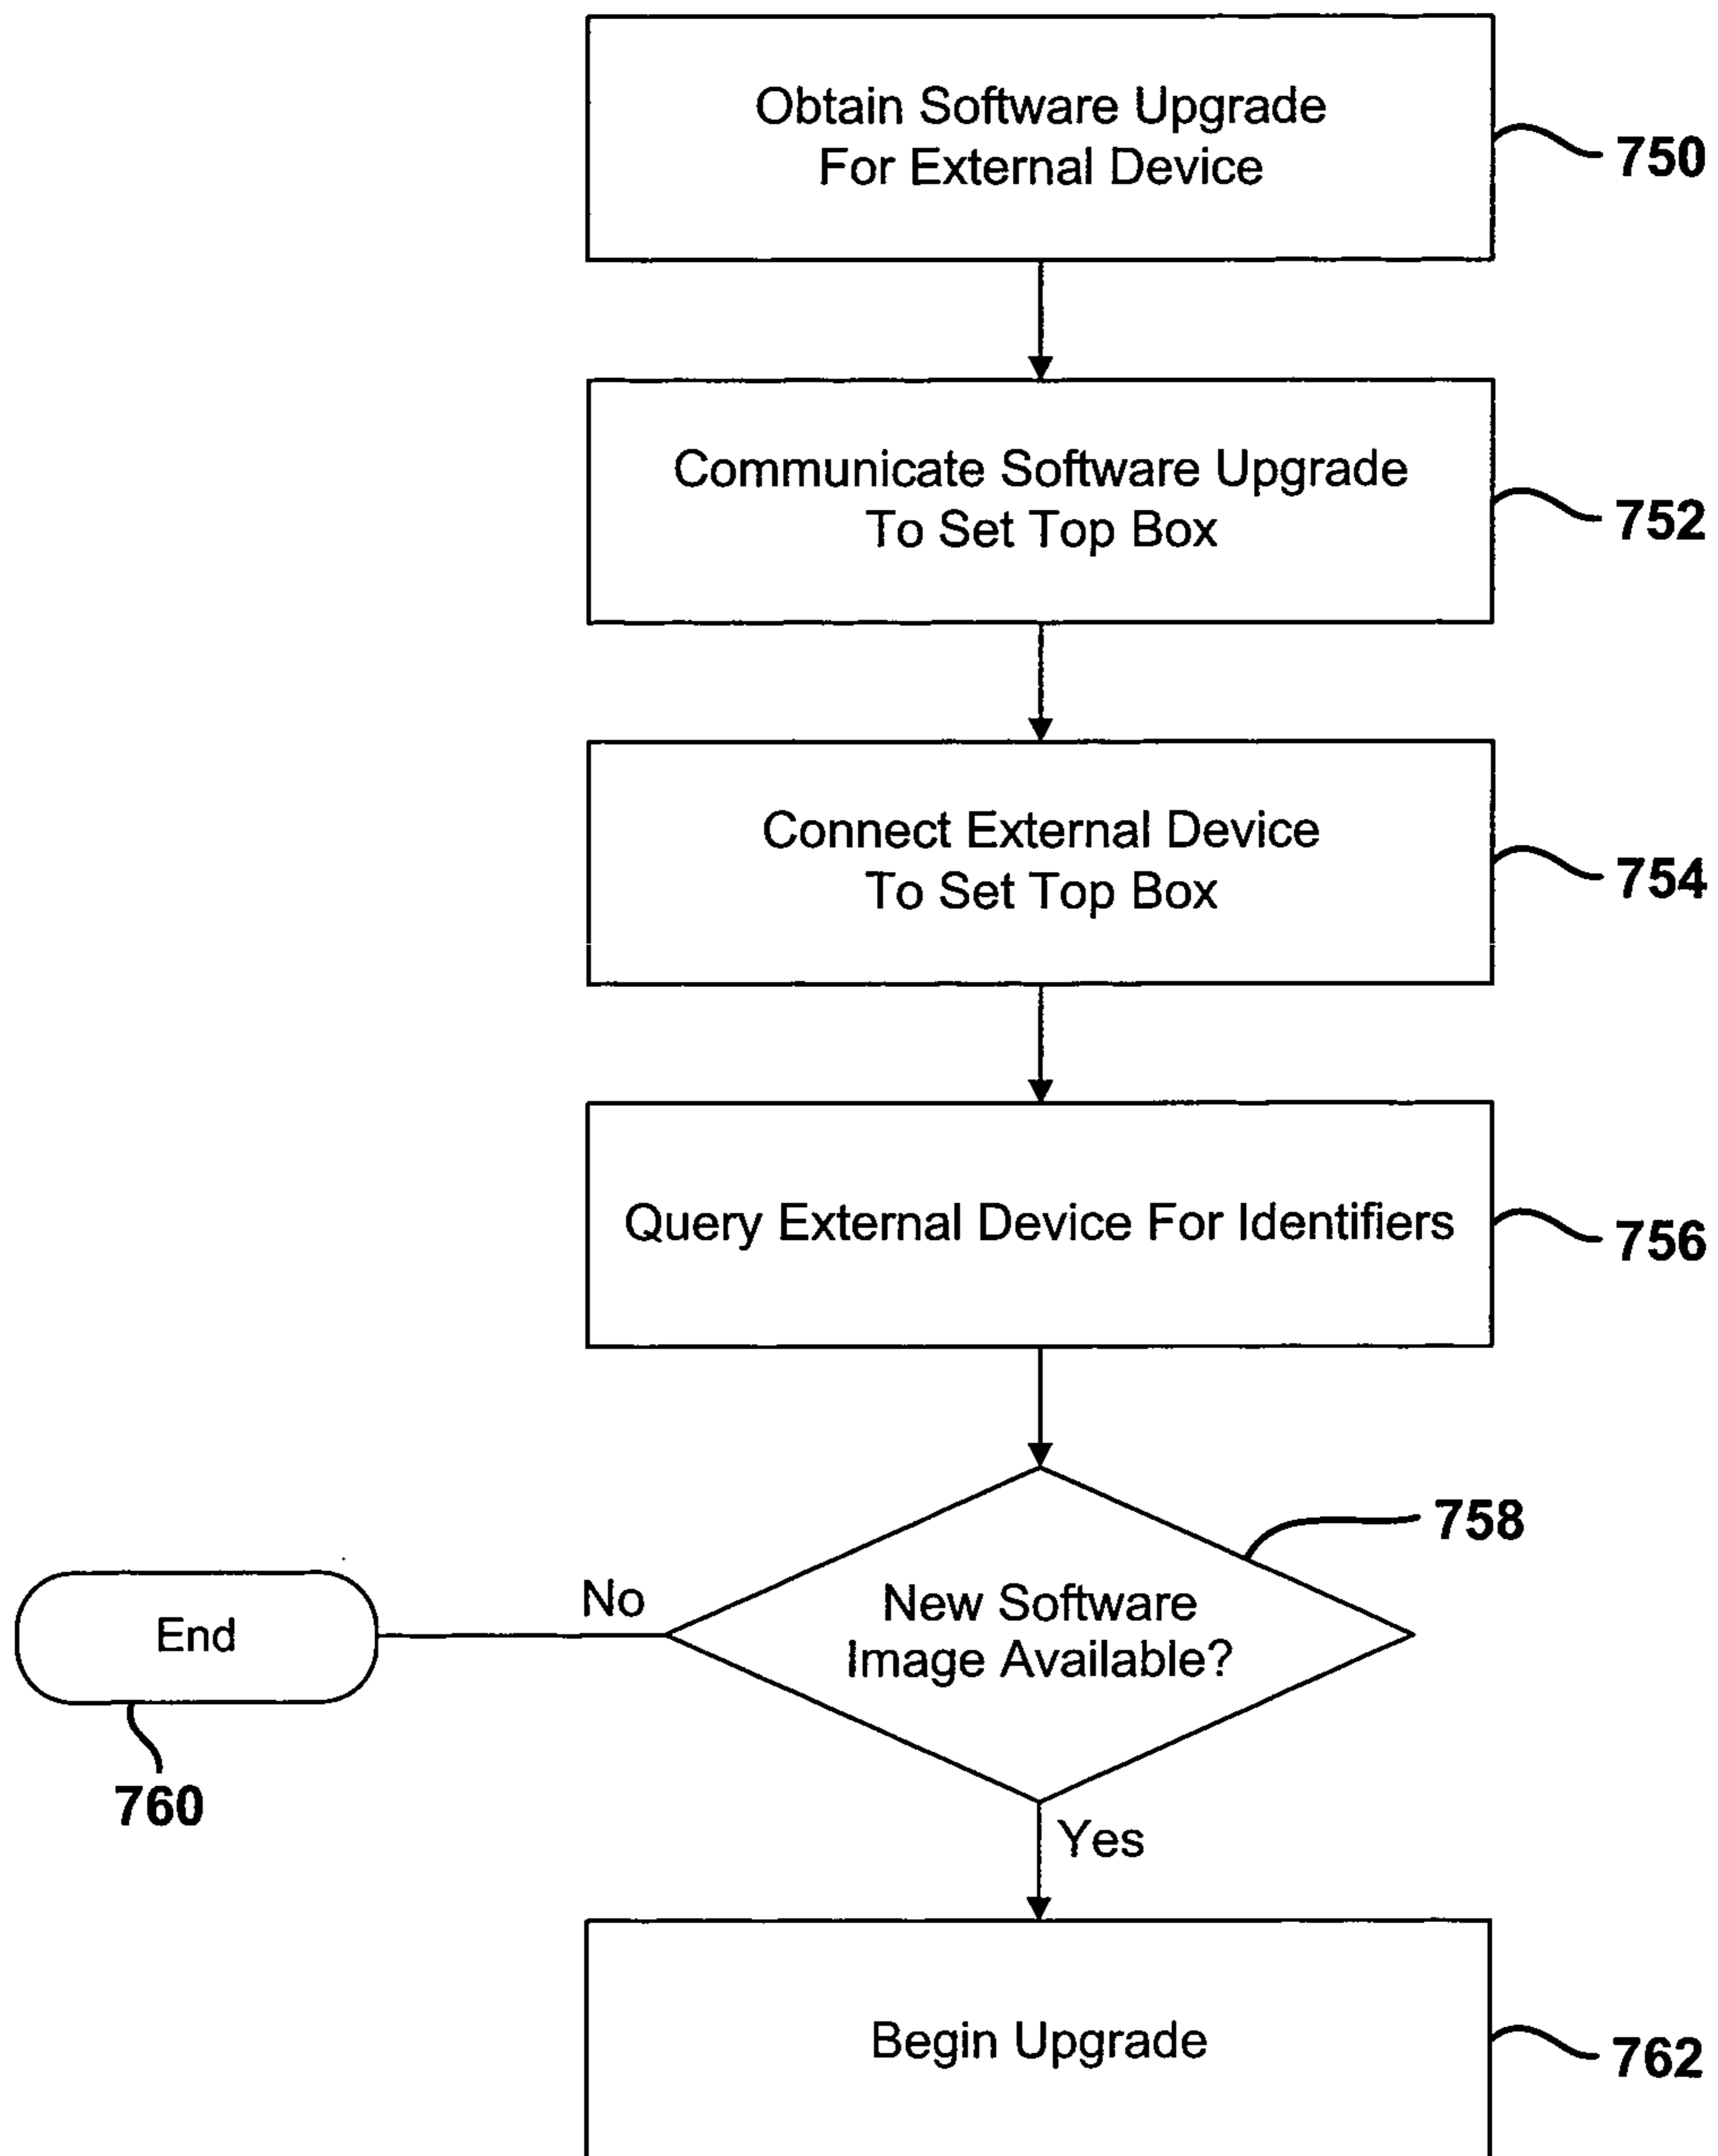 Obtain Software Upgrade
For External Device
750
Communicate Software Upgrade
To Set Top Box
752
Connect External Device
To Set Top Box
754
Query External Device For Identifiers
756
758
New Software
Image Available?
No
End
760
Yes
Begin Upgrade
762